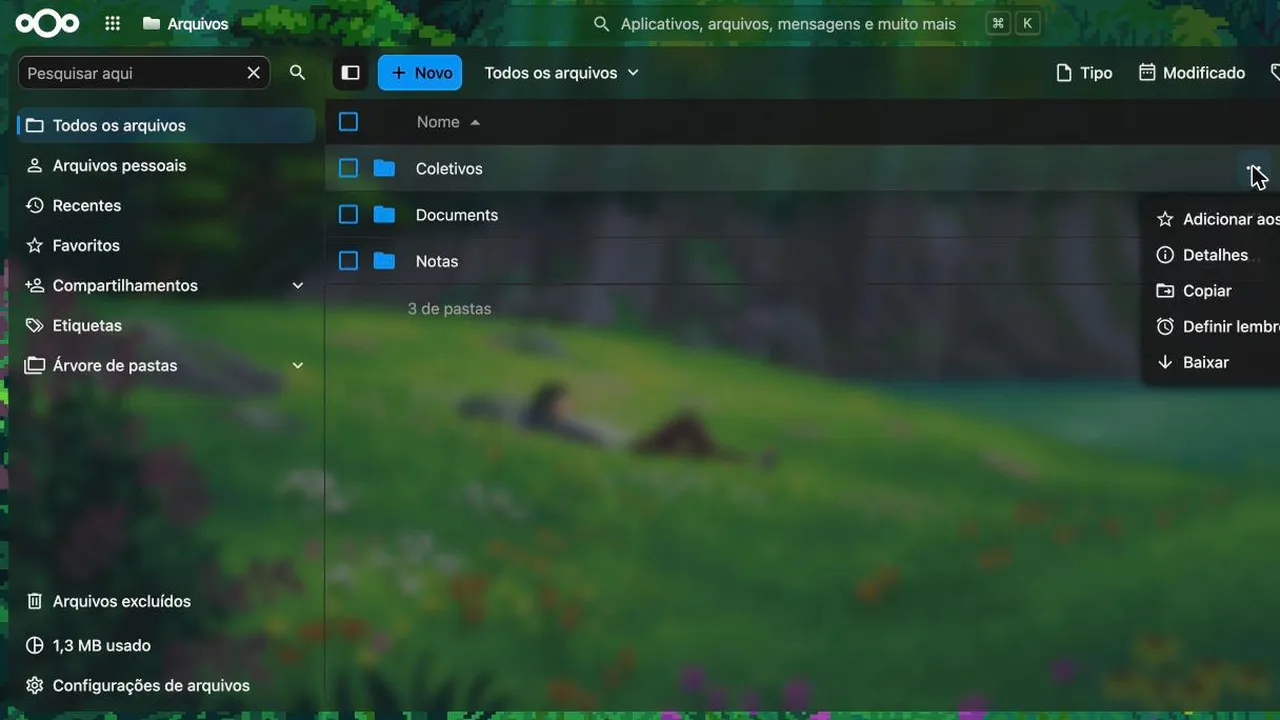 Arquivos
Aplicativos, arquivos, mensagens e muito mais
⌘ K
Pesquisar aqui
Novo
Todos os arquivos
Tipo
Modificado
Todos os arquivos
Arquivos pessoais
Recentes
Favoritos
Compartilhamentos
Etiquetas
Árvore de pastas
Nome
Coletivos
Documents
Notas
3 de pastas
Adicionar aos
Detalhes
Copiar
Definir lembr
Baixar
Arquivos excluídos
1,3 MB usado
Configurações de arquivos